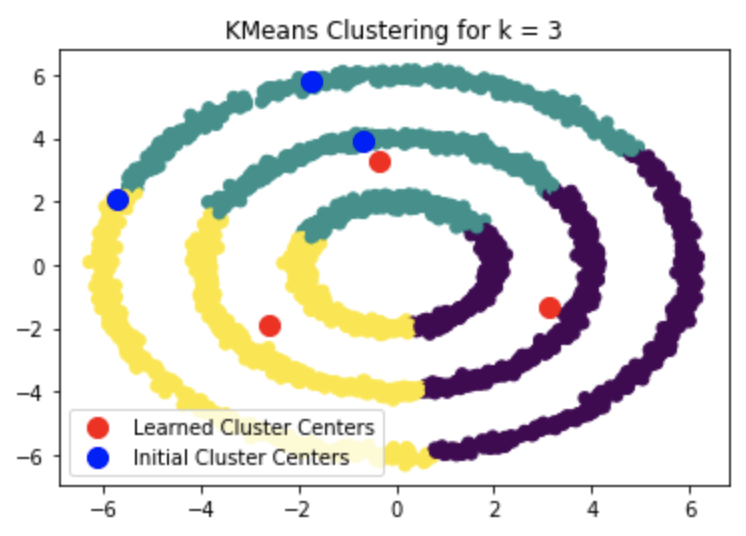 KMeans Clustering for k = 3
6
4
2
0
−2
−4
−6
Learned Cluster Centers
Initial Cluster Centers
−6 −4 −2 0 2 4 6